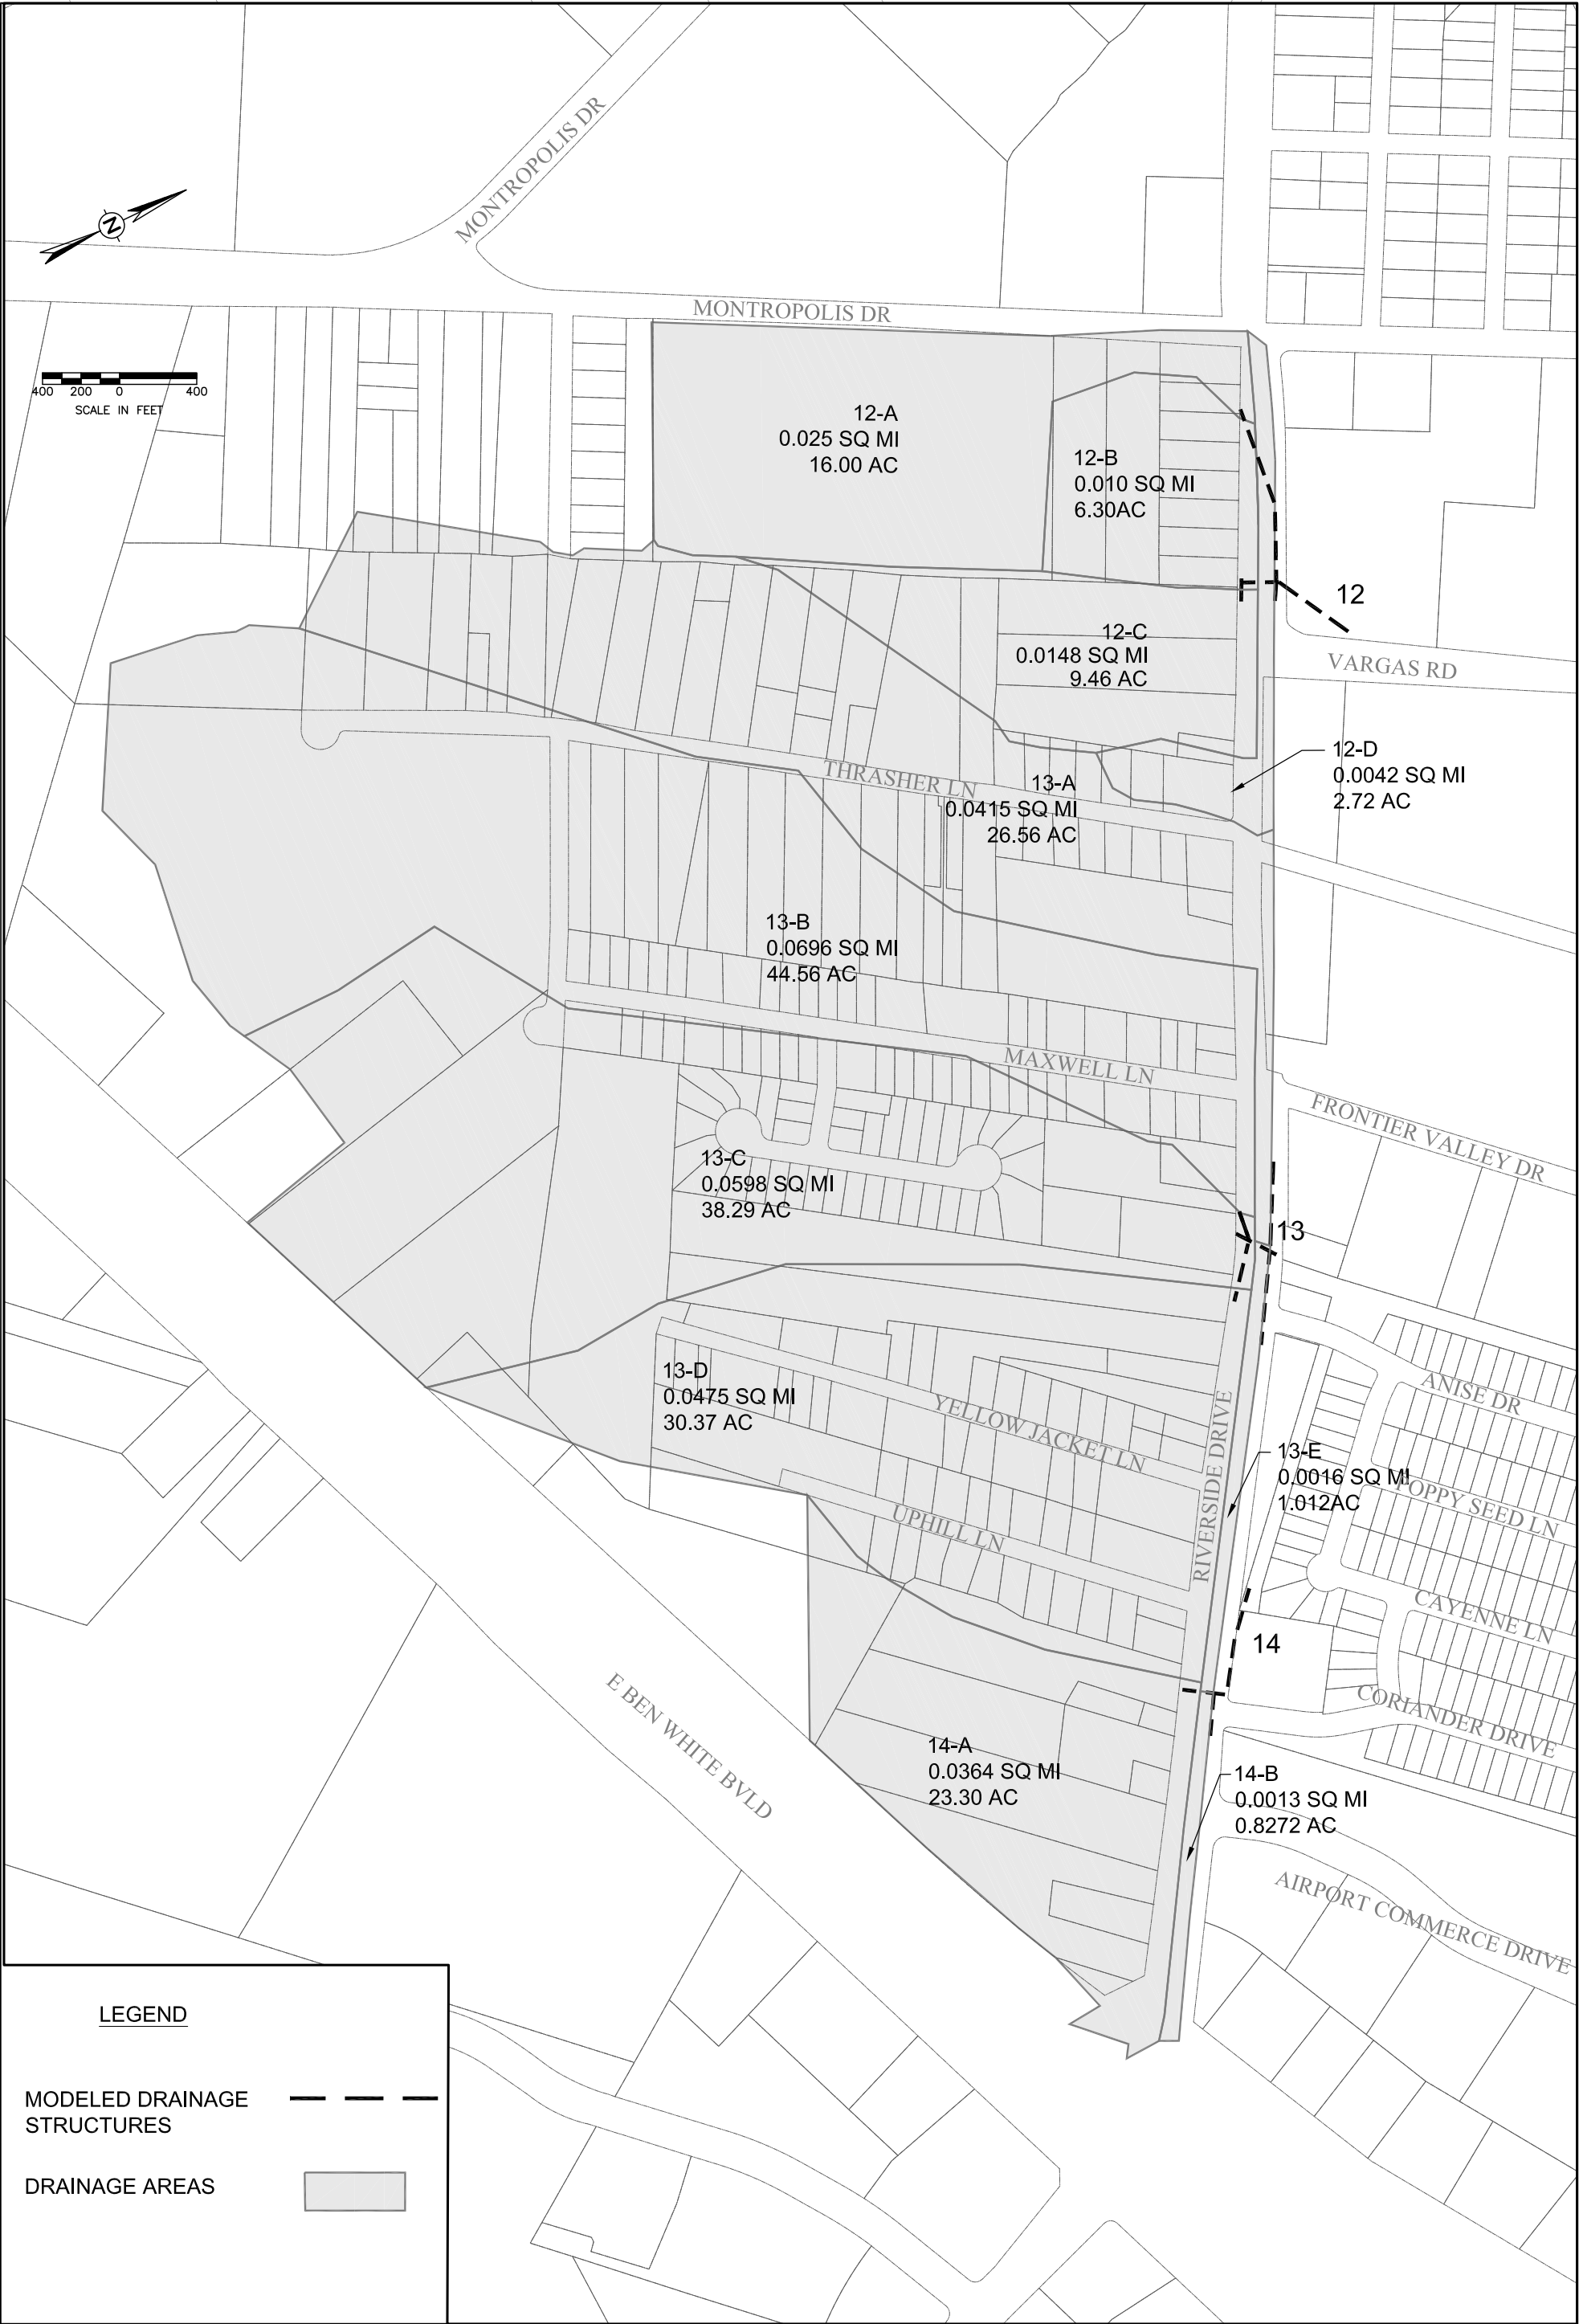 MONTROPOLIS DR
N
400 200 0 400
SCALE IN FEET
MONTROPOLIS DR
12-A
0.025 SQ MI
16.00 AC
12-B
0.010 SQ MI
6.30AC
12
12-C
0.0148 SQ MI
9.46 AC
VARGAS RD
12-D
0.0042 SQ MI
2.72 AC
THRASHER LN
13-A
0.0415 SQ MI
26.56 AC
13-B
0.0696 SQ MI
44.56 AC
MAXWELL LN
FRONTIER VALLEY DR
13-C
0.0598 SQ MI
38.29 AC
13
13-D
0.0475 SQ MI
30.37 AC
YELLOW JACKET LN
RIVERSIDE DRIVE
ANISE DR
13-E
0.0016 SQ MI
1.012AC
POPPY SEED LN
UPHILL LN
CAYENNE LN
14
CORIANDER DRIVE
E BEN WHITE BVLD
14-A
0.0364 SQ MI
23.30 AC
14-B
0.0013 SQ MI
0.8272 AC
AIRPORT COMMERCE DRIVE
LEGEND
MODELED DRAINAGE
STRUCTURES
DRAINAGE AREAS